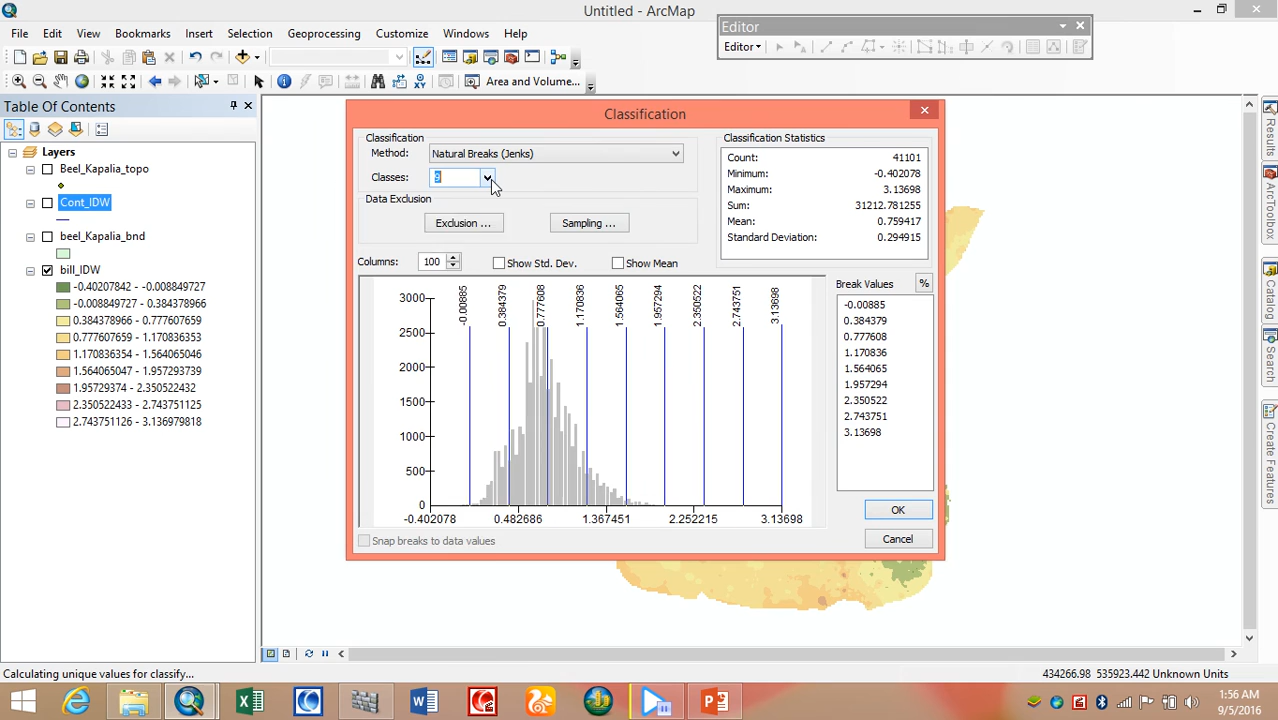 Untitled - ArcMap
File Edit View Bookmarks Insert Selection Geoprocessing Customize Windows Help
Editor
Editor
Area and Volume...
Table Of Contents
Layers
Beel_Kapalia_topo
Cont_IDW
beel_Kapalia_bnd
bill_IDW
-0.40207842 - -0.008849727
-0.008849727 - 0.384378966
0.384378966 - 0.777607659
0.777607660 - 1.170836353
1.170836354 - 1.564065046
1.564065047 - 1.957293739
1.95729374 - 2.350522432
2.350522433 - 2.743751125
2.743751126 - 3.136979818
Classification
Classification
Method: Natural Breaks (Jenks)
Classes: 9
Data Exclusion
Exclusion ... Sampling ...
Classification Statistics
Count: 41101
Minimum: -0.402078
Maximum: 3.13698
Sum: 31212.781255
Mean: 0.759417
Standard Deviation: 0.294915
Columns: 100 Show Std. Dev. Show Mean
Break Values %
-0.00885
0.384379
0.777608
1.170836
1.564065
1.957294
2.350522
2.743751
3.13698
-0.00885 0.384379 0.777608 1.170836 1.564065 1.957294 2.350522 2.743751 3.13698
3000
2500
2000
1500
1000
500
0
-0.402078 0.482686 1.367451 2.252215 3.13698
Snap breaks to data values
OK
Cancel
Results
ArcToolbox
Catalog
Search
Create Features
Calculating unique values for classify...
434266.98 535923.442 Unknown Units
1:56 AM
9/5/2016